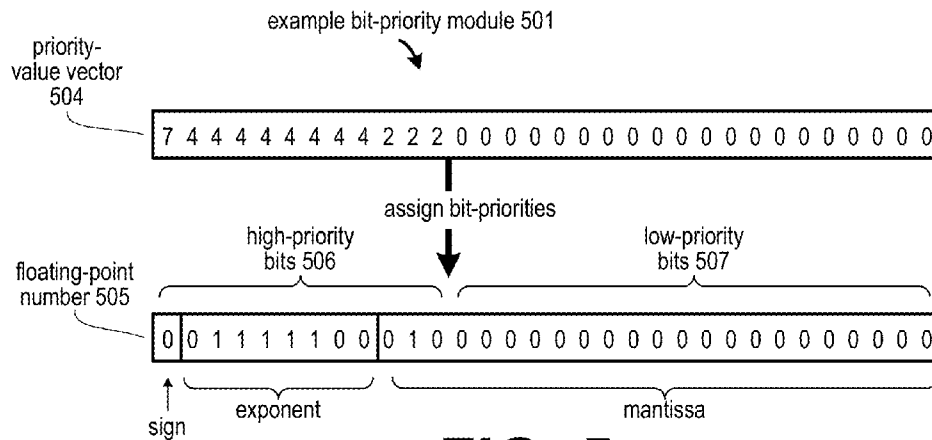 example bit-priority module 501
priority-
value vector
504
7 4 4 4 4 4 4 4 4 2 2 2 0 0 0 0 0 0 0 0 0 0 0 0 0 0 0 0 0 0 0 0
assign bit-priorities
high-priority
bits 506
low-priority
bits 507
floating-point
number 505
0 0 1 1 1 1 1 0 0 0 1 0 0 0 0 0 0 0 0 0 0 0 0 0 0 0 0 0 0 0 0 0
sign
exponent
mantissa